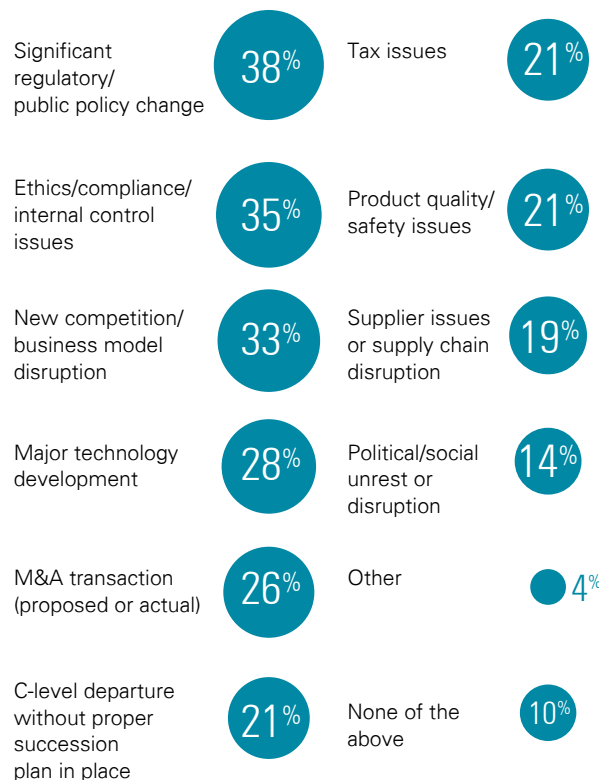 Significant
regulatory/
public policy change
38%
Ethics/compliance/
internal control
issues
35%
New competition/
business model
disruption
33%
Major technology
development
28%
M&A transaction
(proposed or actual)
26%
C-level departure
without proper
succession
plan in place
21%
Tax issues
21%
Product quality/
safety issues
21%
Supplier issues
or supply chain
disruption
19%
Political/social
unrest or
disruption
14%
Other
4%
None of the
above
10%